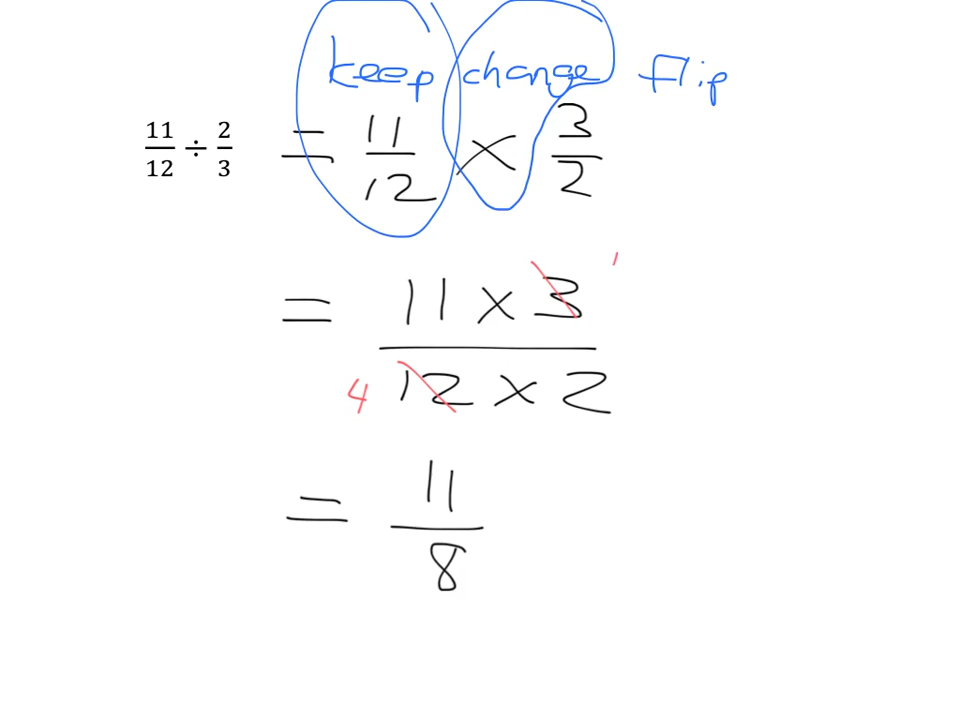 keep change flip
11/12 ÷ 2/3 = 11/12 × 3/2
= 11 × 3 1
4 12 × 2
= 11/8